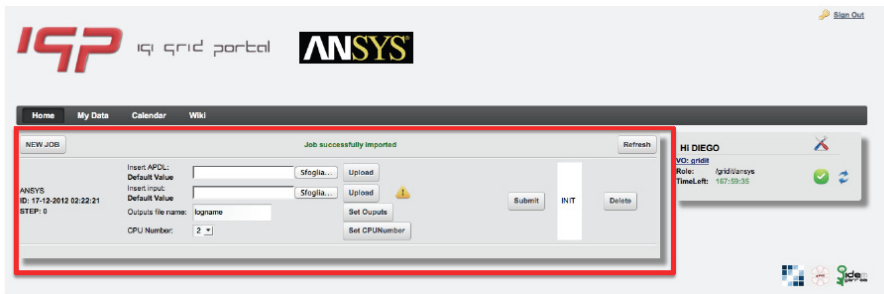 Sign Out
IGP igi grid portal ANSYS
Home My Data Calendar Wiki
NEW JOB Job successfully imported Refresh
Insert APDL:
Default Value Sfoglia... Upload
ANSYS
ID: 17-12-2012 02:22:21
STEP: 0
Insert input:
Default Value Sfoglia... Upload
Outputs file name: logname Set Ouputs
CPU Number: 2 Set CPUNumber
Submit INIT Delete
Hi DIEGO
VO: gridit
Role: /gridit/ansys
TimeLeft: 167:59:35